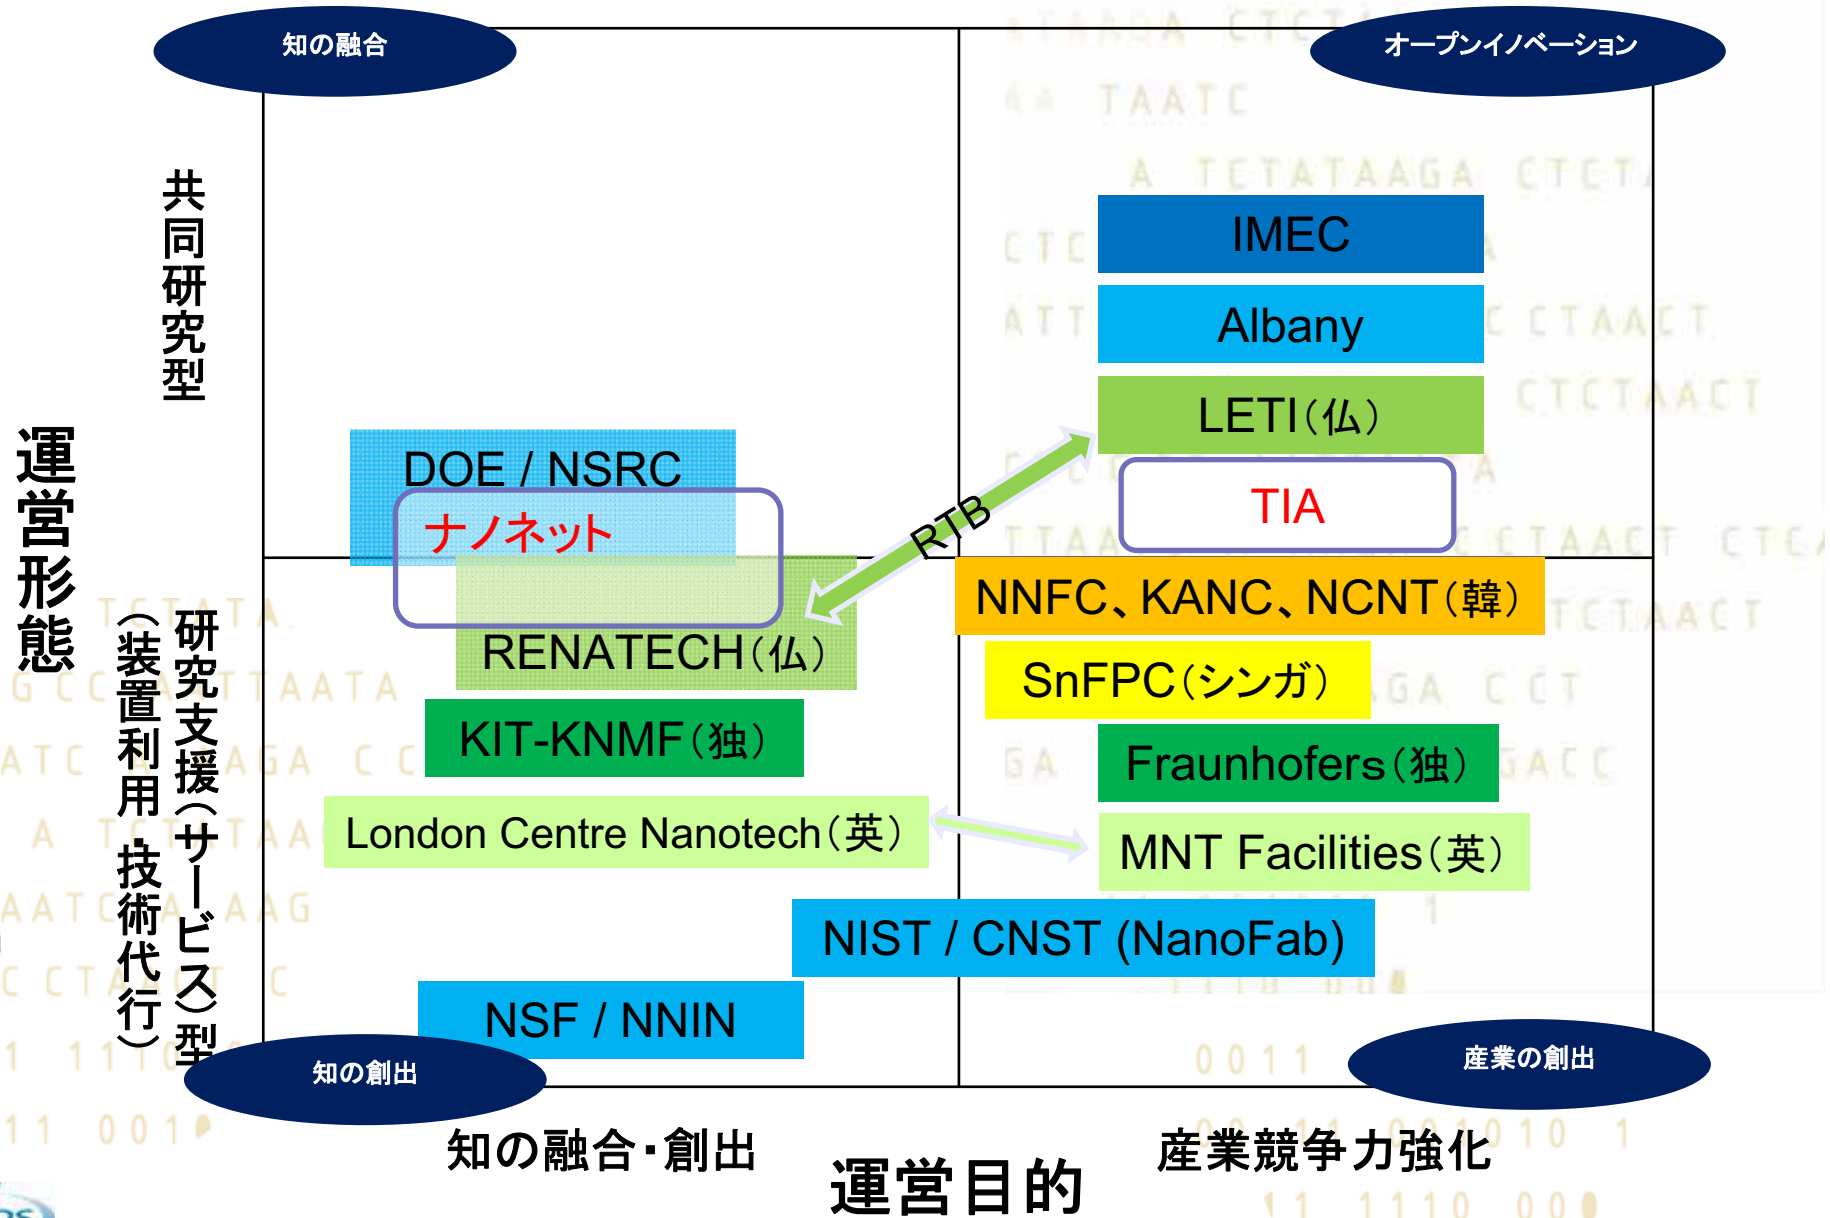 知の融合
オープンイノベーション
共同研究型
運営形態
研究支援(サービス)型
(装置利用・技術代行)
IMEC
Albany
LETI(仏)
TIA
DOE / NSRC
ナノネット
RTB
RENATECH(仏)
NNFC、KANC、NCNT(韓)
SnFPC(シンガ)
KIT-KNMF(独)
Fraunhofers(独)
London Centre Nanotech(英)
MNT Facilities(英)
NIST / CNST (NanoFab)
NSF / NNIN
知の創出
産業の創出
知の融合・創出
産業競争力強化
運営目的